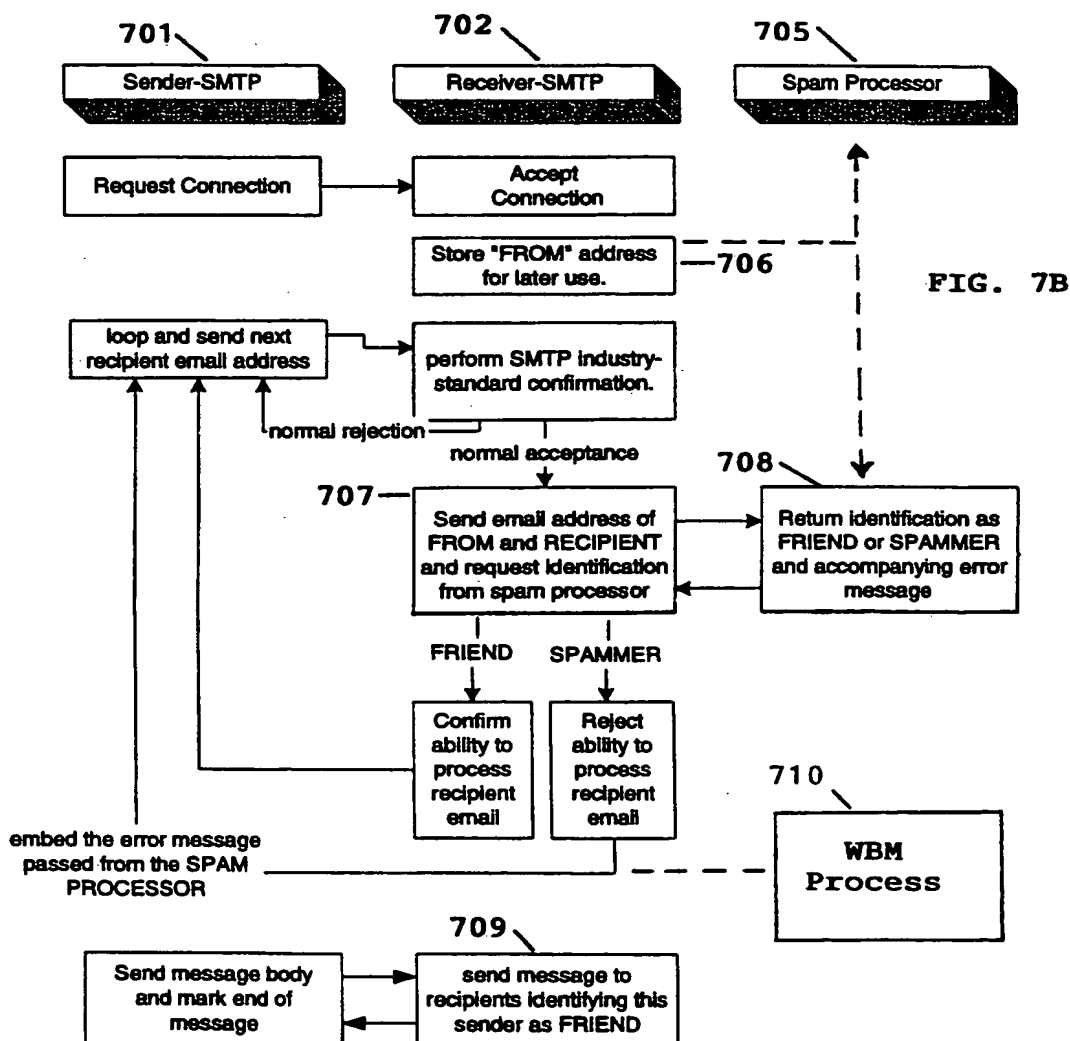 701
702
705
Sender-SMTP
Receiver-SMTP
Spam Processor
Request Connection
Accept
Connection
Store "FROM" address
for later use.
706
FIG. 7B
loop and send next
recipient email address
perform SMTP industry-
standard confirmation.
normal rejection
normal acceptance
707
708
Send email address of
FROM and RECIPIENT
and request identification
from spam processor
Return identification as
FRIEND or SPAMMER
and accompanying error
message
FRIEND
SPAMMER
Confirm
ability to
process
recipient
email
Reject
ability to
process
recipient
email
710
WBM
Process
embed the error message
passed from the SPAM
PROCESSOR
709
Send message body
and mark end of
message
send message to
recipients identifying this
sender as FRIEND